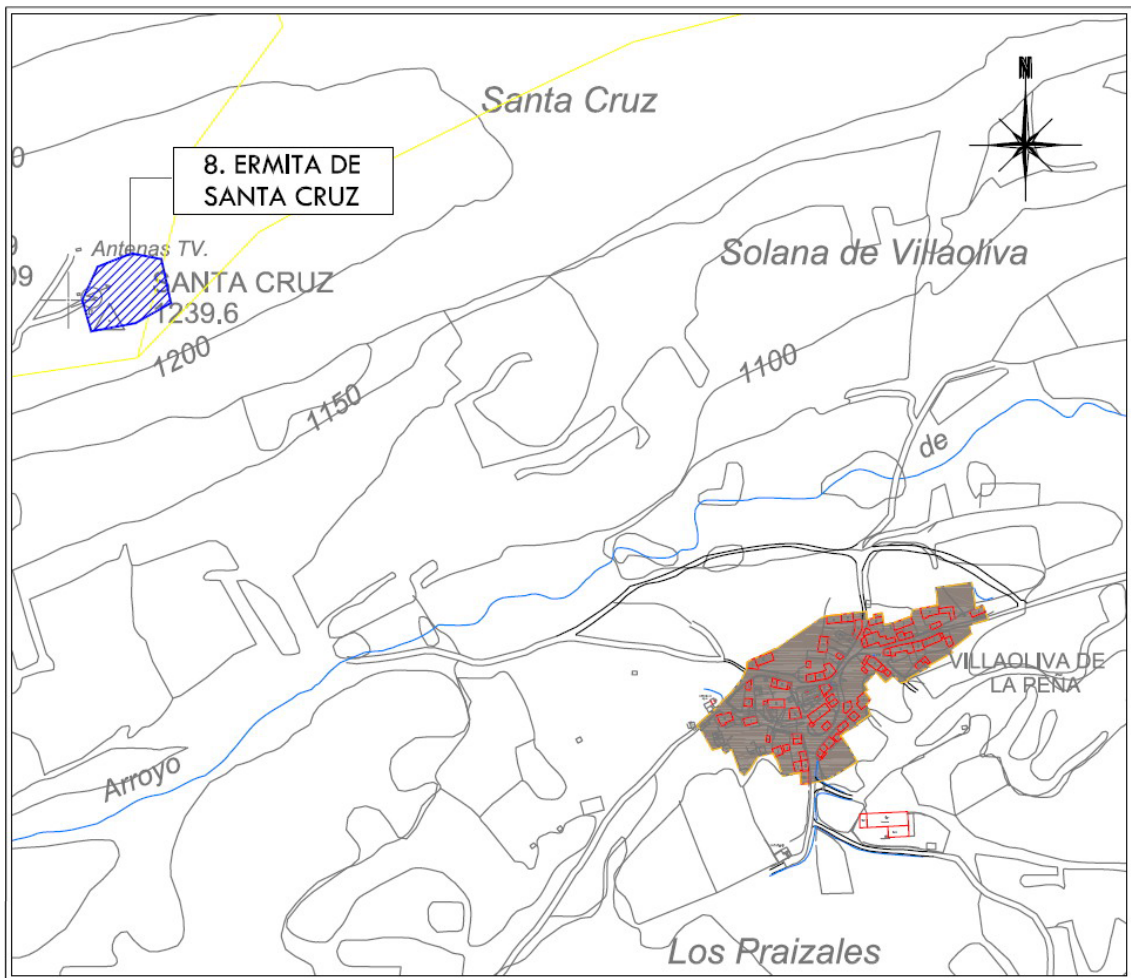 N
Santa Cruz
8. ERMITA DE
SANTA CRUZ
Antenas TV.
Solana de Villaoliva
SANTA CRUZ
1239.6
09
1200
1150
1100
de
VILLAOLIVA DE
LA PEÑA
Arroyo
Los Praizales